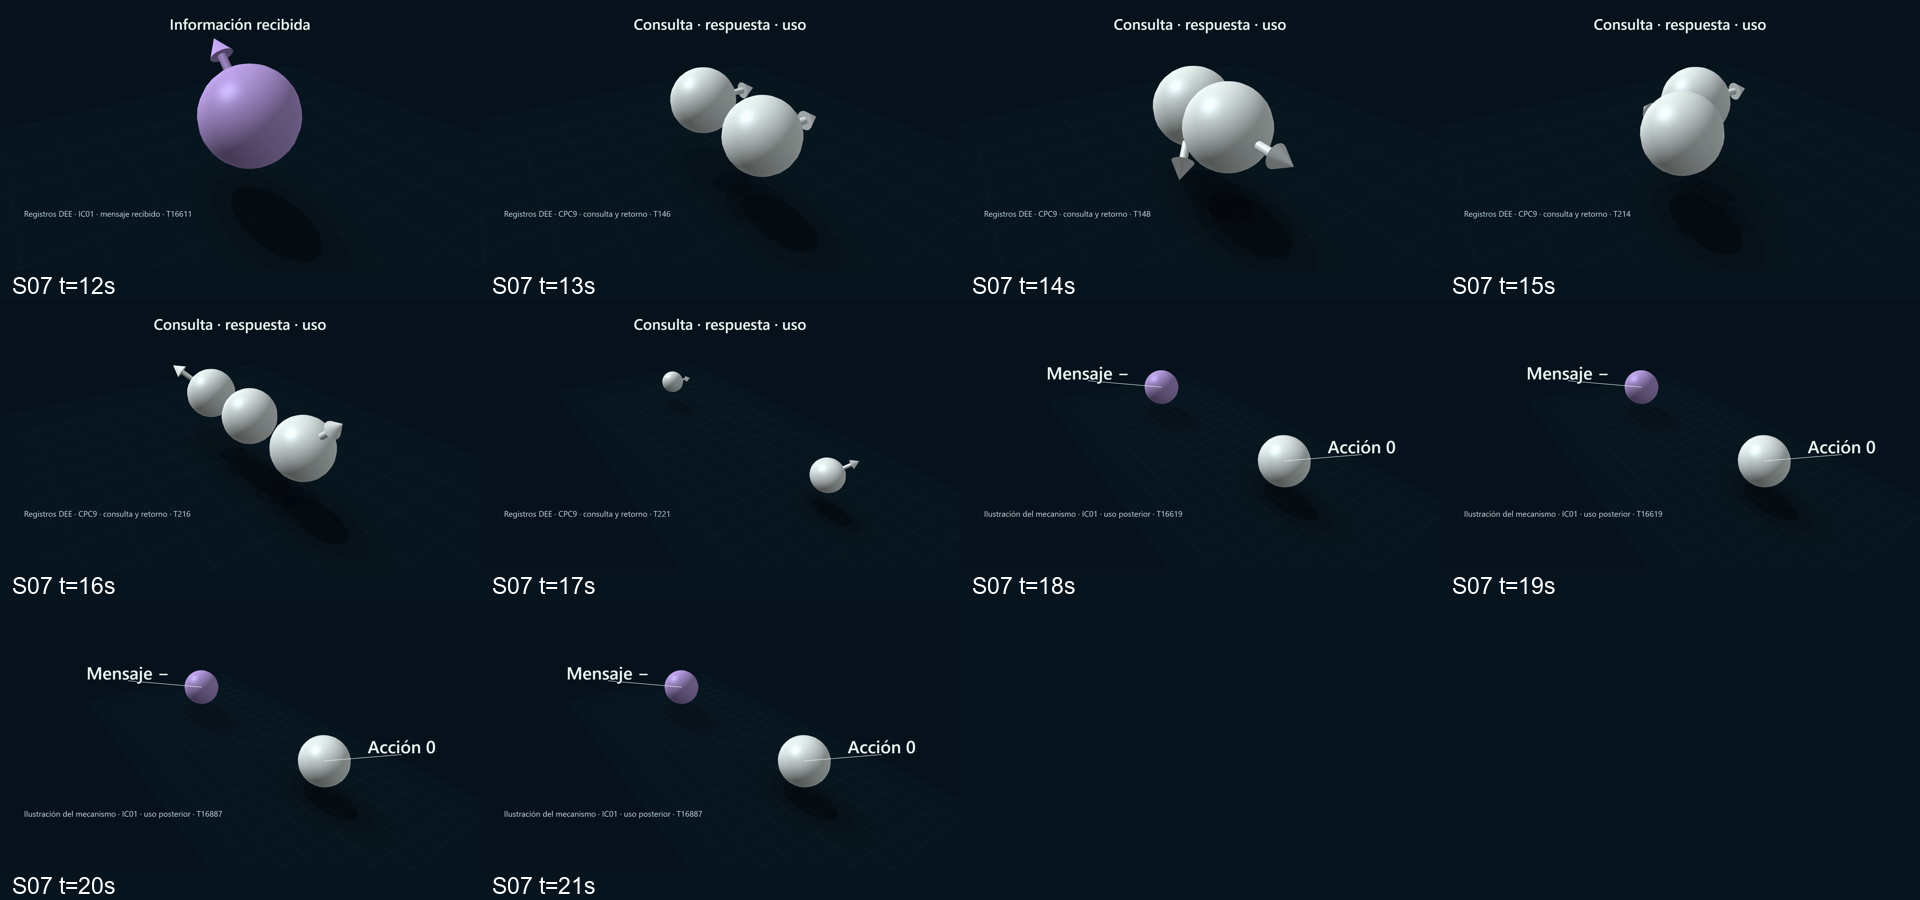 Información recibida
Registros DEE · IC01 · mensaje recibido · T16611
S07 t=12s
Consulta · respuesta · uso
Registros DEE · CPC9 · consulta y retorno · T146
S07 t=13s
Consulta · respuesta · uso
Registros DEE · CPC9 · consulta y retorno · T148
S07 t=14s
Consulta · respuesta · uso
Registros DEE · CPC9 · consulta y retorno · T214
S07 t=15s
Consulta · respuesta · uso
Registros DEE · CPC9 · consulta y retorno · T216
S07 t=16s
Consulta · respuesta · uso
Registros DEE · CPC9 · consulta y retorno · T221
S07 t=17s
Mensaje –
Acción 0
Ilustración del mecanismo · IC01 · uso posterior · T16619
S07 t=18s
Mensaje –
Acción 0
Ilustración del mecanismo · IC01 · uso posterior · T16619
S07 t=19s
Mensaje –
Acción 0
Ilustración del mecanismo · IC01 · uso posterior · T16887
S07 t=20s
Mensaje –
Acción 0
Ilustración del mecanismo · IC01 · uso posterior · T16887
S07 t=21s